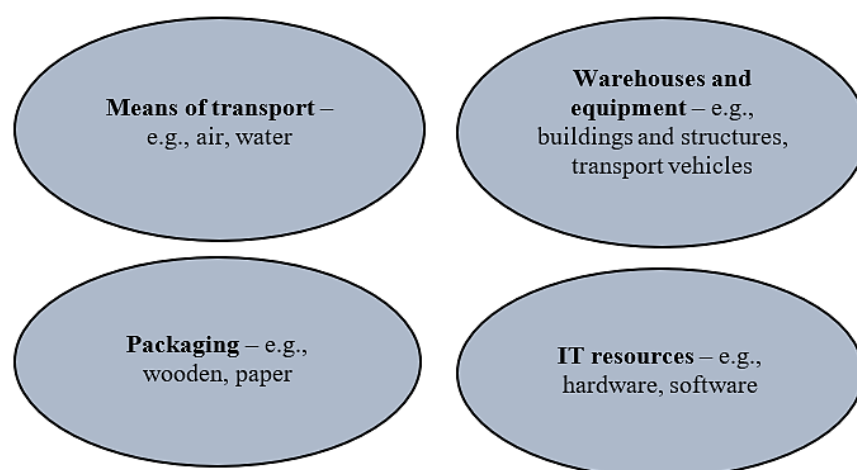 Means of transport –
e.g., air, water
Warehouses and
equipment – e.g.,
buildings and structures,
transport vehicles
Packaging – e.g.,
wooden, paper
IT resources – e.g.,
hardware, software